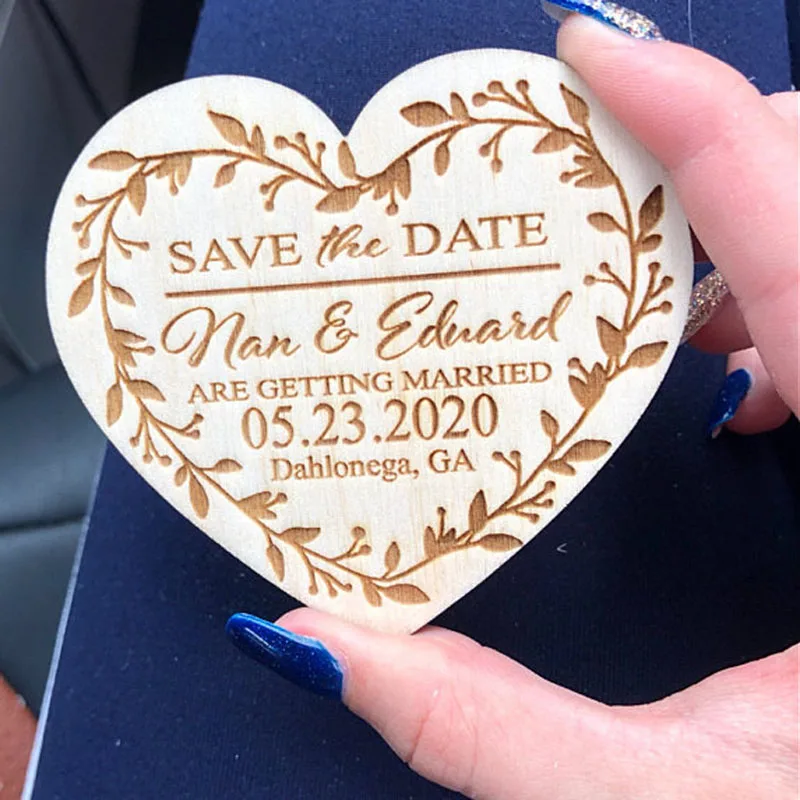 SAVE the DATE
Nan & Eduard
ARE GETTING MARRIED
05.23.2020
Dahlonega, GA